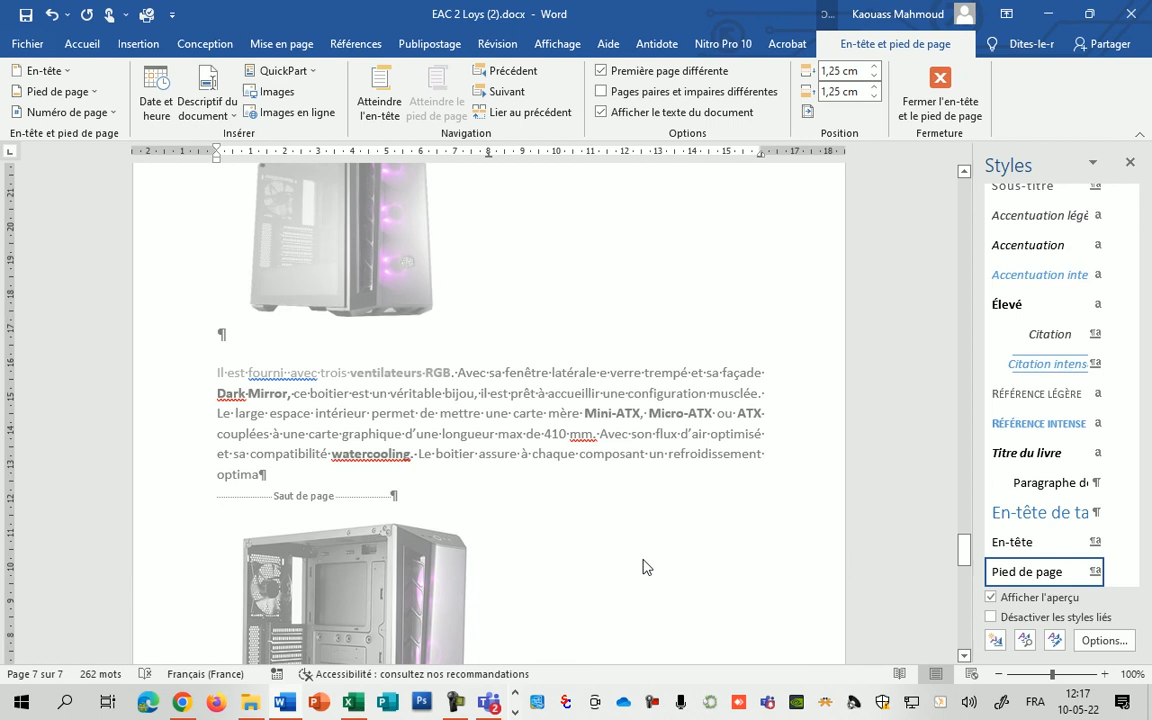 EAC 2 Loys (2).docx - Word
Kaouass Mahmoud
Fichier Accueil Insertion Conception Mise en page Références Publipostage Révision Affichage Aide Antidote Nitro Pro 10 Acrobat En-tête et pied de page Dites-le-r Partager
En-tête
Pied de page
Numéro de page
En-tête et pied de page
Date et heure
Descriptif du document
QuickPart
Images
Images en ligne
Insérer
Atteindre l'en-tête
Atteindre le pied de page
Précédent
Suivant
Lier au précédent
Navigation
Première page différente
Pages paires et impaires différentes
Afficher le texte du document
Options
1,25 cm
1,25 cm
Position
Fermer l'en-tête et le pied de page
Fermeture
¶
Il·est·fourni··avec·trois·ventilateurs·RGB.·Avec·sa·fenêtre·latérale·e·verre·trempé·et·sa·façade·
Dark·Mirror,·ce·boitier·est·un·véritable·bijou,·il·est·prêt·à·accueillir·une·configuration·musclée.·
Le·large·espace·intérieur·permet·de·mettre·une·carte·mère·Mini-ATX,·Micro-ATX·ou·ATX·
couplées·à·une·carte·graphique·d'une·longueur·max·de·410·mm.·Avec·son·flux·d'air·optimisé·
et·sa·compatibilité·watercooling.·Le·boitier·assure·à·chaque·composant·un·refroidissement·
optima¶
Saut de page ¶
Styles
Sous-titre
Accentuation légè
Accentuation
Accentuation inte
Élevé
Citation
Citation intens
RÉFÉRENCE LÉGÈRE
RÉFÉRENCE INTENSE
Titre du livre
Paragraphe de
En-tête de ta
En-tête
Pied de page
Afficher l'aperçu
Désactiver les styles liés
Options...
Page 7 sur 7 262 mots Français (France) Accessibilité : consultez nos recommandations 100%
FRA
12:17
10-05-22